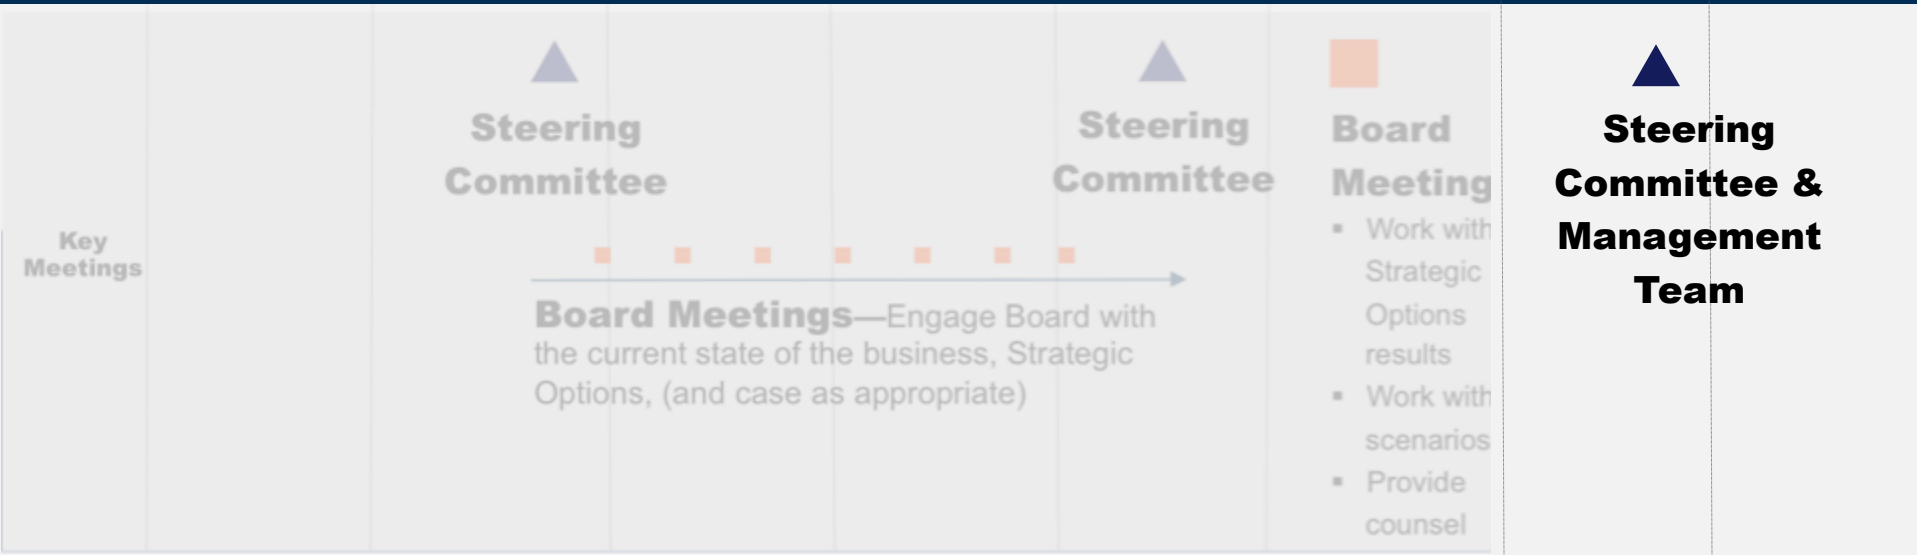 Key
Meetings
Steering
Committee
Board Meetings—Engage Board with
the current state of the business, Strategic
Options, (and case as appropriate)
Steering
Committee
Board
Meeting
▪ Work with
Strategic
Options
results
▪ Work with
scenarios
▪ Provide
counsel
Steering
Committee &
Management
Team